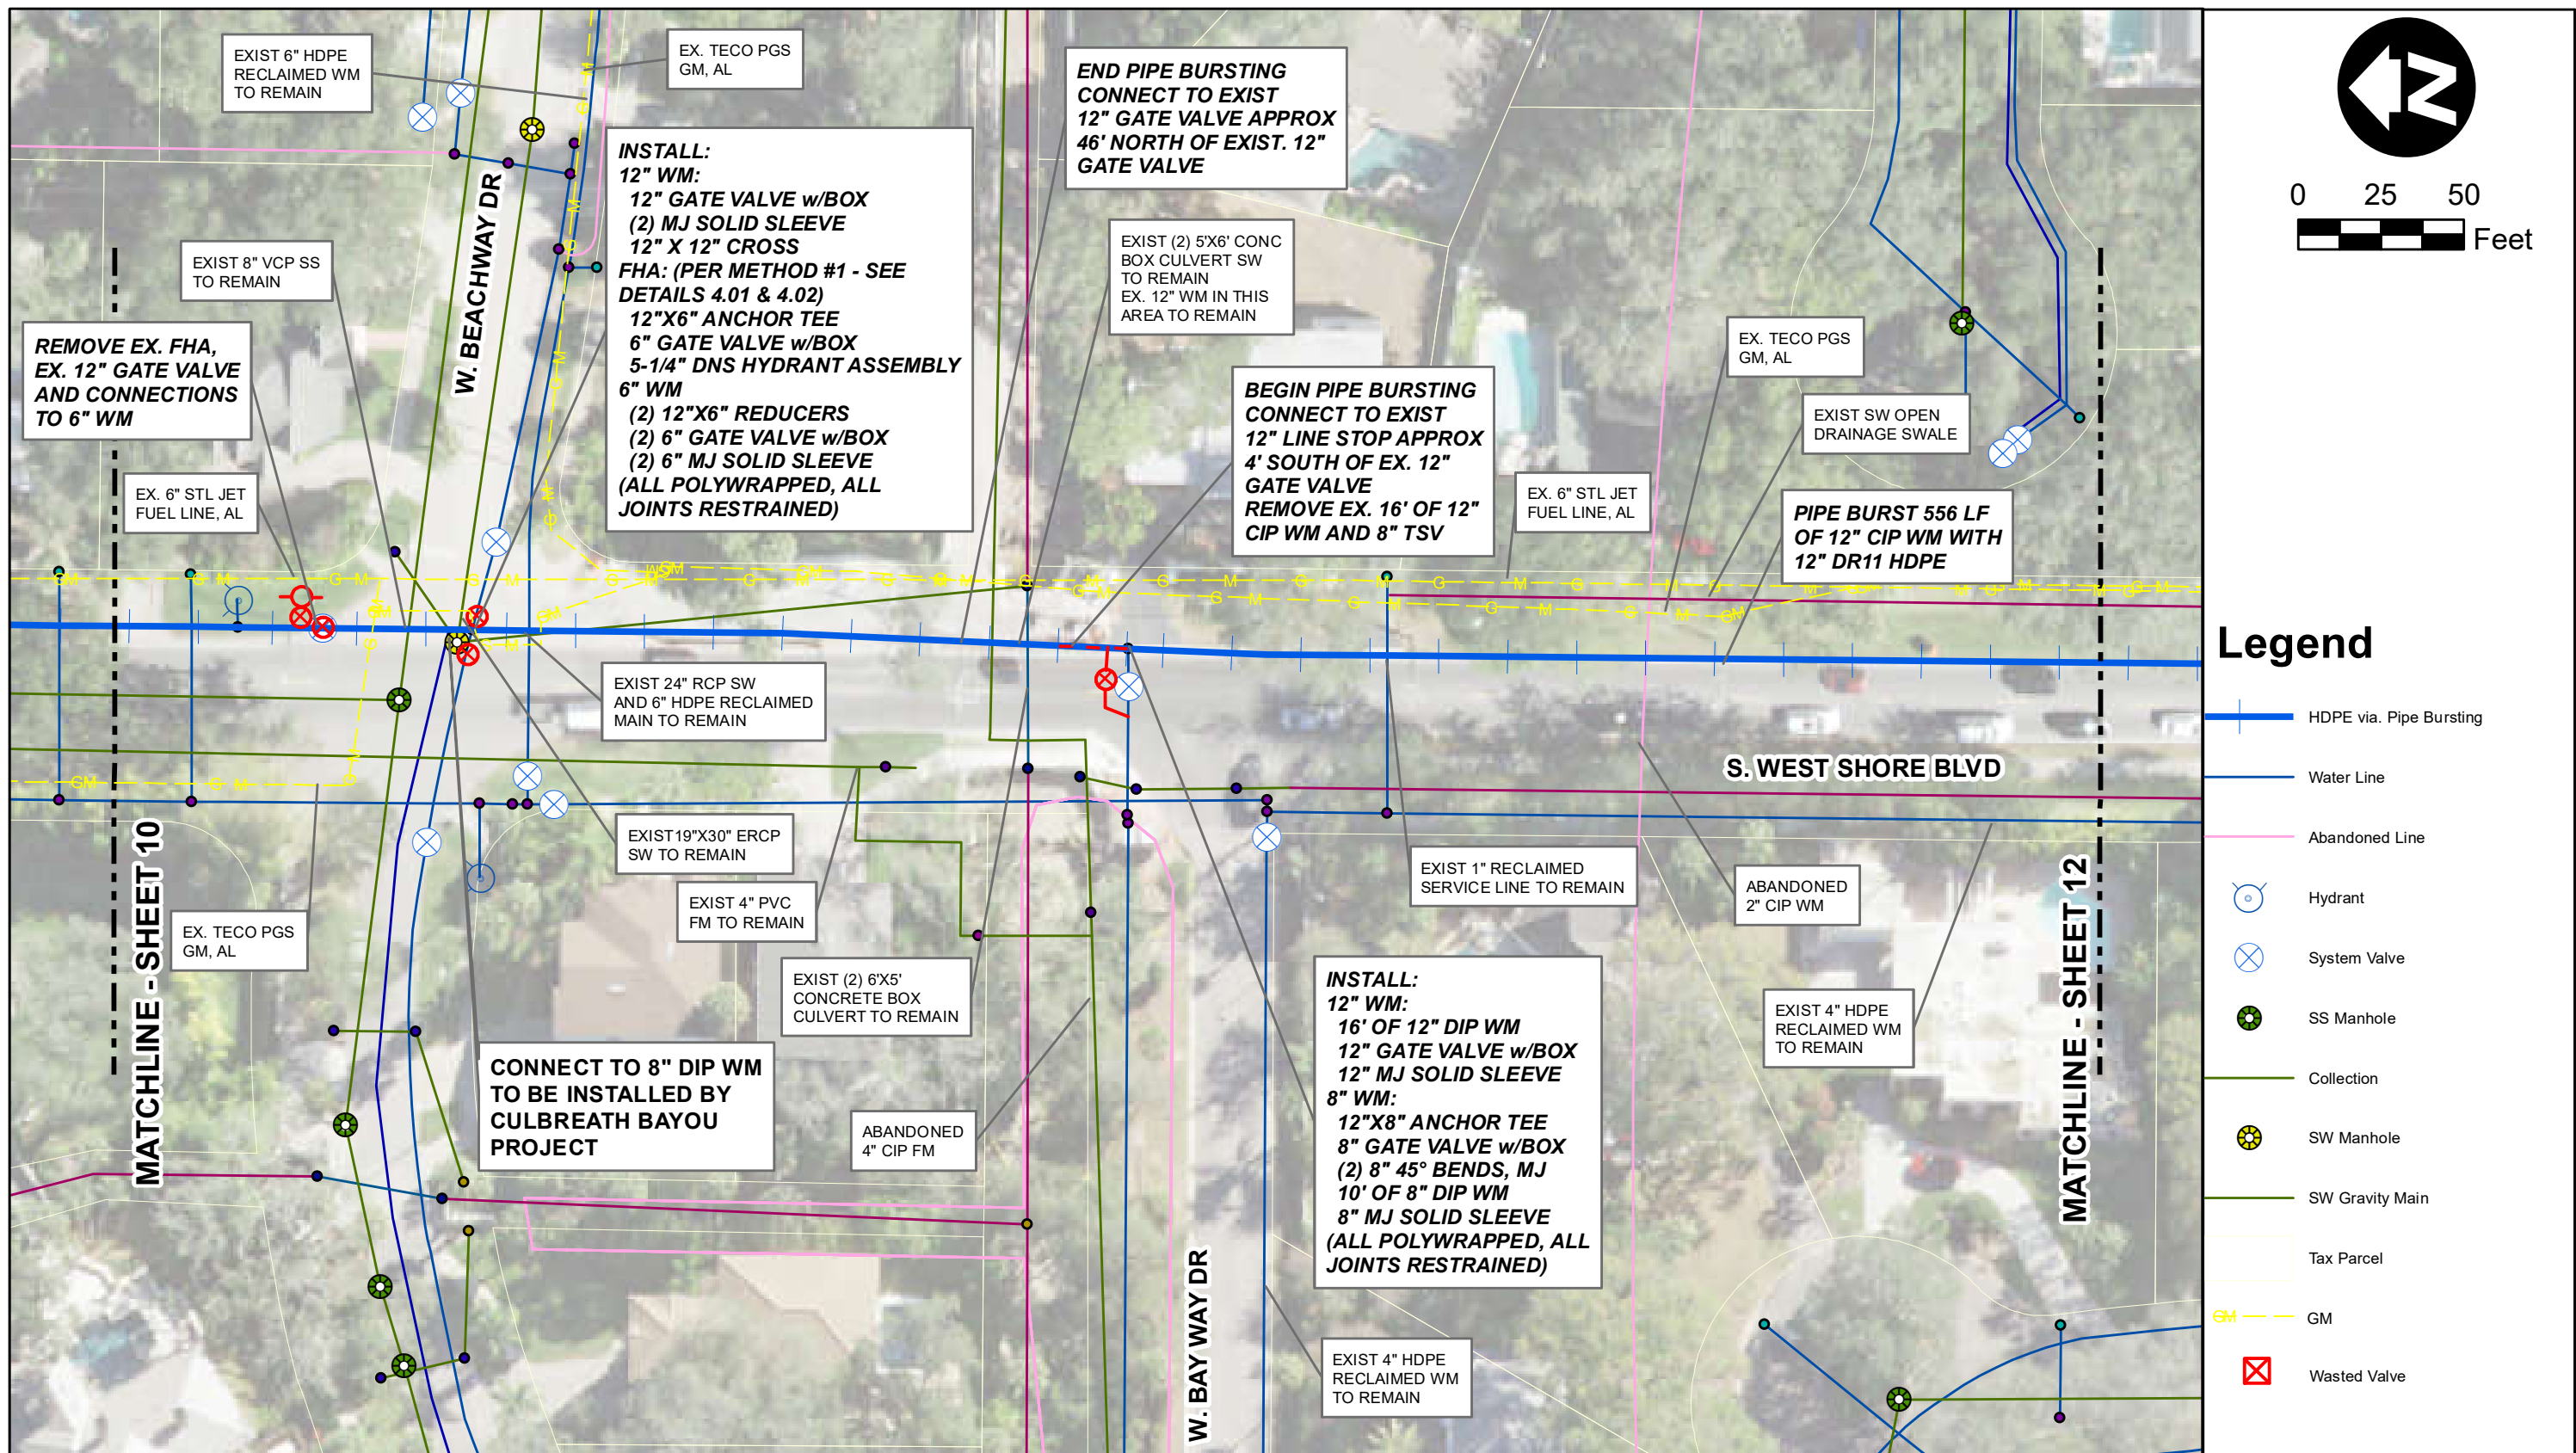 EXIST 6" HDPE
RECLAIMED WM
TO REMAIN
EX. TECO PGS
GM, AL
END PIPE BURSTING
CONNECT TO EXIST
12" GATE VALVE APPROX
46' NORTH OF EXIST. 12"
GATE VALVE
N
0 25 50
Feet
INSTALL:
12" WM:
12" GATE VALVE w/BOX
(2) MJ SOLID SLEEVE
12" X 12" CROSS
FHA: (PER METHOD #1 - SEE
DETAILS 4.01 & 4.02)
12"X6" ANCHOR TEE
6" GATE VALVE w/BOX
5-1/4" DNS HYDRANT ASSEMBLY
6" WM
(2) 12"X6" REDUCERS
(2) 6" GATE VALVE w/BOX
(2) 6" MJ SOLID SLEEVE
(ALL POLYWRAPPED, ALL
JOINTS RESTRAINED)
W. BEACHWAY DR
EXIST 8" VCP SS
TO REMAIN
EXIST (2) 5'X6' CONC
BOX CULVERT SW
TO REMAIN
EX. 12" WM IN THIS
AREA TO REMAIN
REMOVE EX. FHA,
EX. 12" GATE VALVE
AND CONNECTIONS
TO 6" WM
EX. TECO PGS
GM, AL
BEGIN PIPE BURSTING
CONNECT TO EXIST
12" LINE STOP APPROX
4' SOUTH OF EX. 12"
GATE VALVE
REMOVE EX. 16' OF 12"
CIP WM AND 8" TSV
EXIST SW OPEN
DRAINAGE SWALE
EX. 6" STL JET
FUEL LINE, AL
EX. 6" STL JET
FUEL LINE, AL
PIPE BURST 556 LF
OF 12" CIP WM WITH
12" DR11 HDPE
EXIST 24" RCP SW
AND 6" HDPE RECLAIMED
MAIN TO REMAIN
S. WEST SHORE BLVD
EXIST19"X30" ERCP
SW TO REMAIN
MATCHLINE - SHEET 10
EXIST 4" PVC
FM TO REMAIN
EXIST 1" RECLAIMED
SERVICE LINE TO REMAIN
ABANDONED
2" CIP WM
MATCHLINE - SHEET 12
EX. TECO PGS
GM, AL
EXIST (2) 6'X5'
CONCRETE BOX
CULVERT TO REMAIN
INSTALL:
12" WM:
16' OF 12" DIP WM
12" GATE VALVE w/BOX
12" MJ SOLID SLEEVE
8" WM:
12"X8" ANCHOR TEE
8" GATE VALVE w/BOX
(2) 8" 45° BENDS, MJ
10' OF 8" DIP WM
8" MJ SOLID SLEEVE
(ALL POLYWRAPPED, ALL
JOINTS RESTRAINED)
EXIST 4" HDPE
RECLAIMED WM
TO REMAIN
CONNECT TO 8" DIP WM
TO BE INSTALLED BY
CULBREATH BAYOU
PROJECT
ABANDONED
4" CIP FM
W. BAY WAY DR
EXIST 4" HDPE
RECLAIMED WM
TO REMAIN
Legend
HDPE via. Pipe Bursting
Water Line
Abandoned Line
Hydrant
System Valve
SS Manhole
Collection
SW Manhole
SW Gravity Main
Tax Parcel
GM GM
Wasted Valve